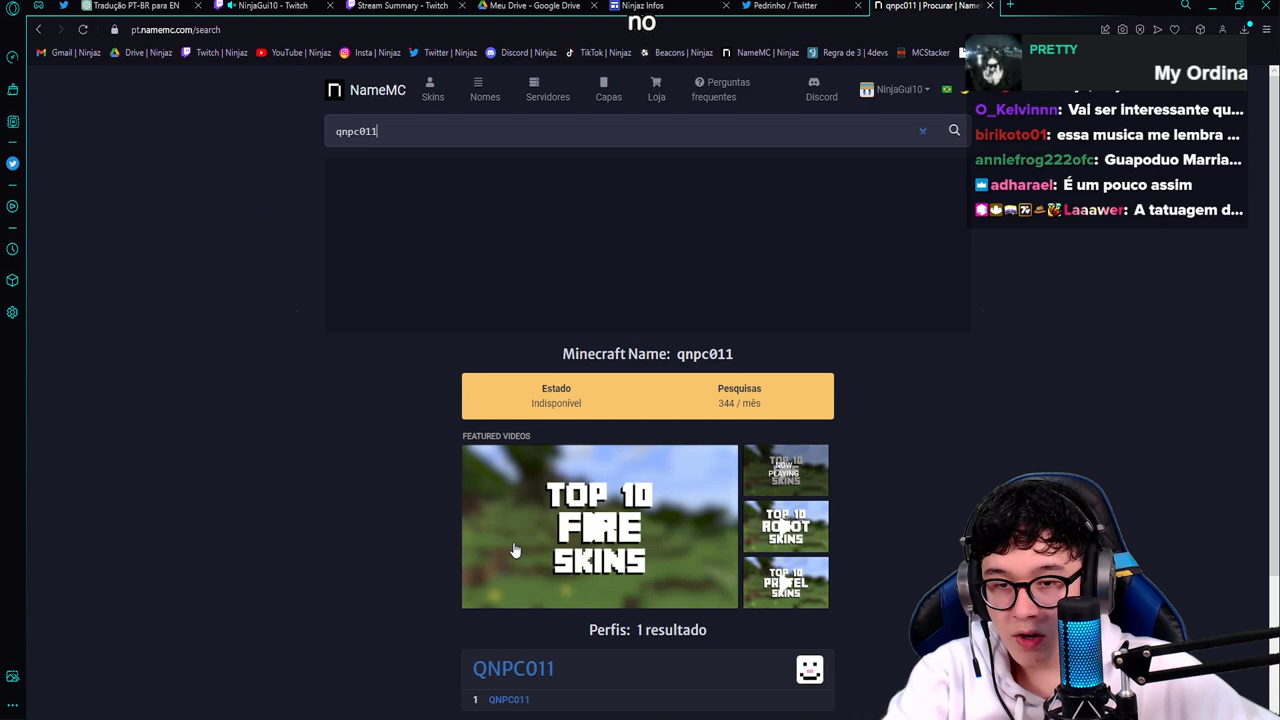 Tradução PT-BR para EN
NinjaGui10 - Twitch
Stream Summary - Twitch
Meu Drive - Google Drive
Ninjaz Infos
Pedrinho / Twitter
qnpc011 | Procurar | Name
no
pt.namemc.com/search
Gmail | Ninjaz
Drive | Ninjaz
Twitch | Ninjaz
YouTube | Ninjaz
Insta | Ninjaz
Twitter | Ninjaz
Discord | Ninjaz
TikTok | Ninjaz
Beacons | Ninjaz
NameMC | Ninjaz
Regra de 3 | 4devs
MCStacker
PRETTY
My Ordina
NameMC
Skins
Nomes
Servidores
Capas
Loja
Perguntas
frequentes
Discord
NinjaGui10
qnpc011
O_Kelvinnn: Vai ser interessante qu...
birikoto01: essa musica me lembra ...
anniefrog222ofc: Guapoduo Marria...
adharael: É um pouco assim
Laaawer: A tatuagem d...
Minecraft Name: qnpc011
Estado
Indisponível
Pesquisas
344 / mês
FEATURED VIDEOS
TOP 10
FIRE
SKINS
NOW
PLAYING
TOP 10
ROBOT
SKINS
TOP 10
PASTEL
SKINS
Perfis: 1 resultado
QNPC011
1 QNPC011